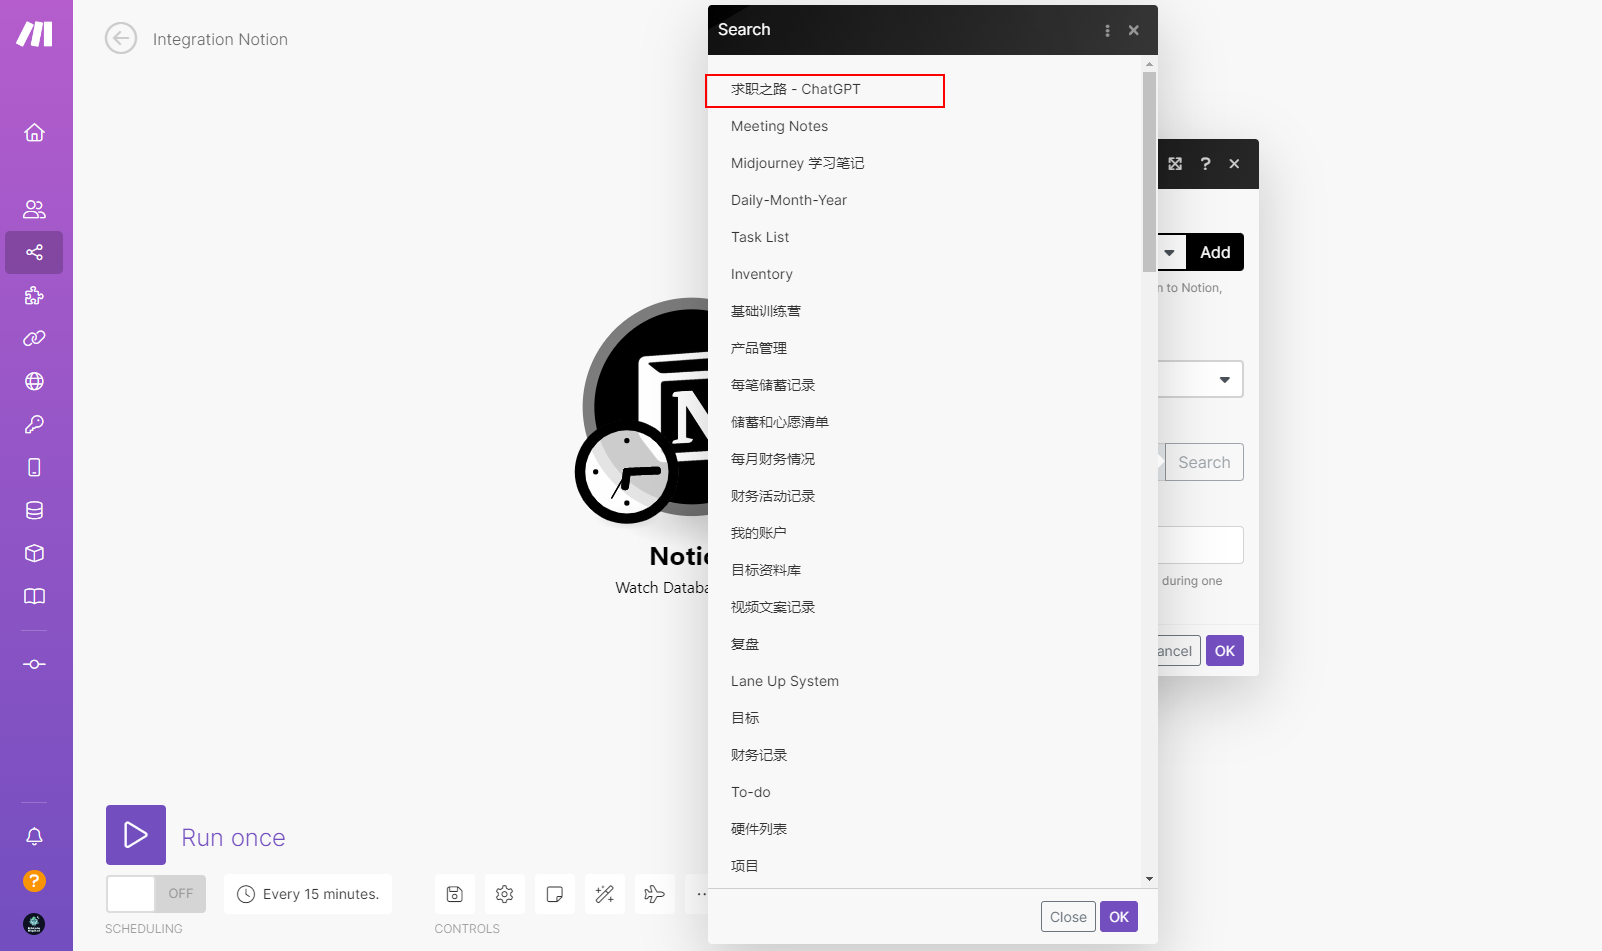 Integration Notion
Search
求职之路 - ChatGPT
Meeting Notes
Midjourney 学习笔记
Daily-Month-Year
Task List
Inventory
基础训练营
产品管理
每笔储蓄记录
储蓄和心愿清单
每月财务情况
财务活动记录
我的账户
目标资料库
视频文案记录
复盘
Lane Up System
目标
财务记录
To-do
硬件列表
项目
Close
OK
?
Add
n to Notion,
Search
during one
ancel
OK
Notio
Watch Databa
Run once
OFF
Every 15 minutes.
SCHEDULING
CONTROLS
?